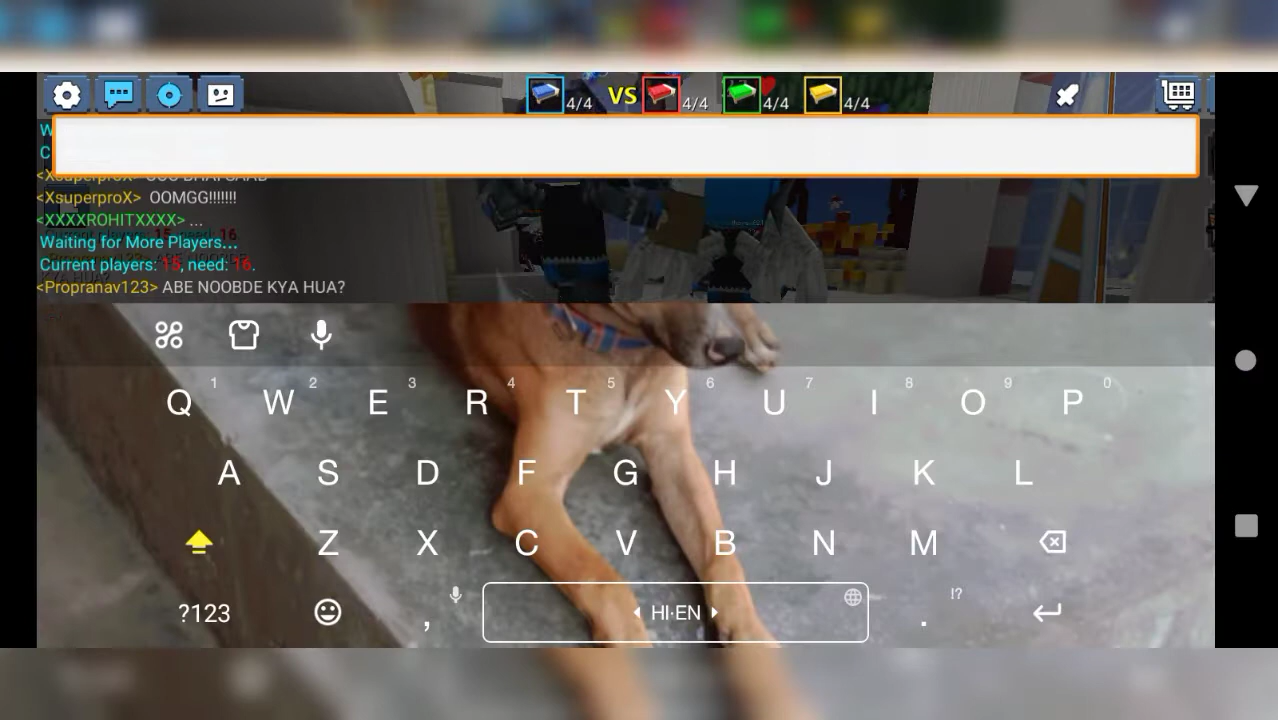 4/4 VS 4/4 4/4 4/4
W
C
<XsuperproX>
<XsuperproX> OOMGG!!!!!!!
<XXXXROHITXXXX> ...
Waiting for More Players...
Current players: 15, need: 16.
<Propranav123> ABE NOOBDE KYA HUA?
Q 1 W 2 E 3 R 4 T 5 Y 6 U 7 I 8 O 9 P 0
A S D F G H J K L
Z X C V B N M
?123 , HI·EN . !?